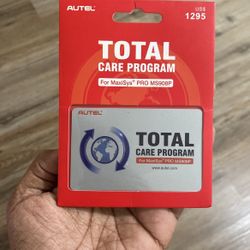 AUTEL
US$
1295
TOTAL
CARE PROGRAM
For MaxiSys® PRO MS908P
AUTEL
TOTAL
CARE PROGRAM
For MaxiSys® PRO MS908P
www.autel.com